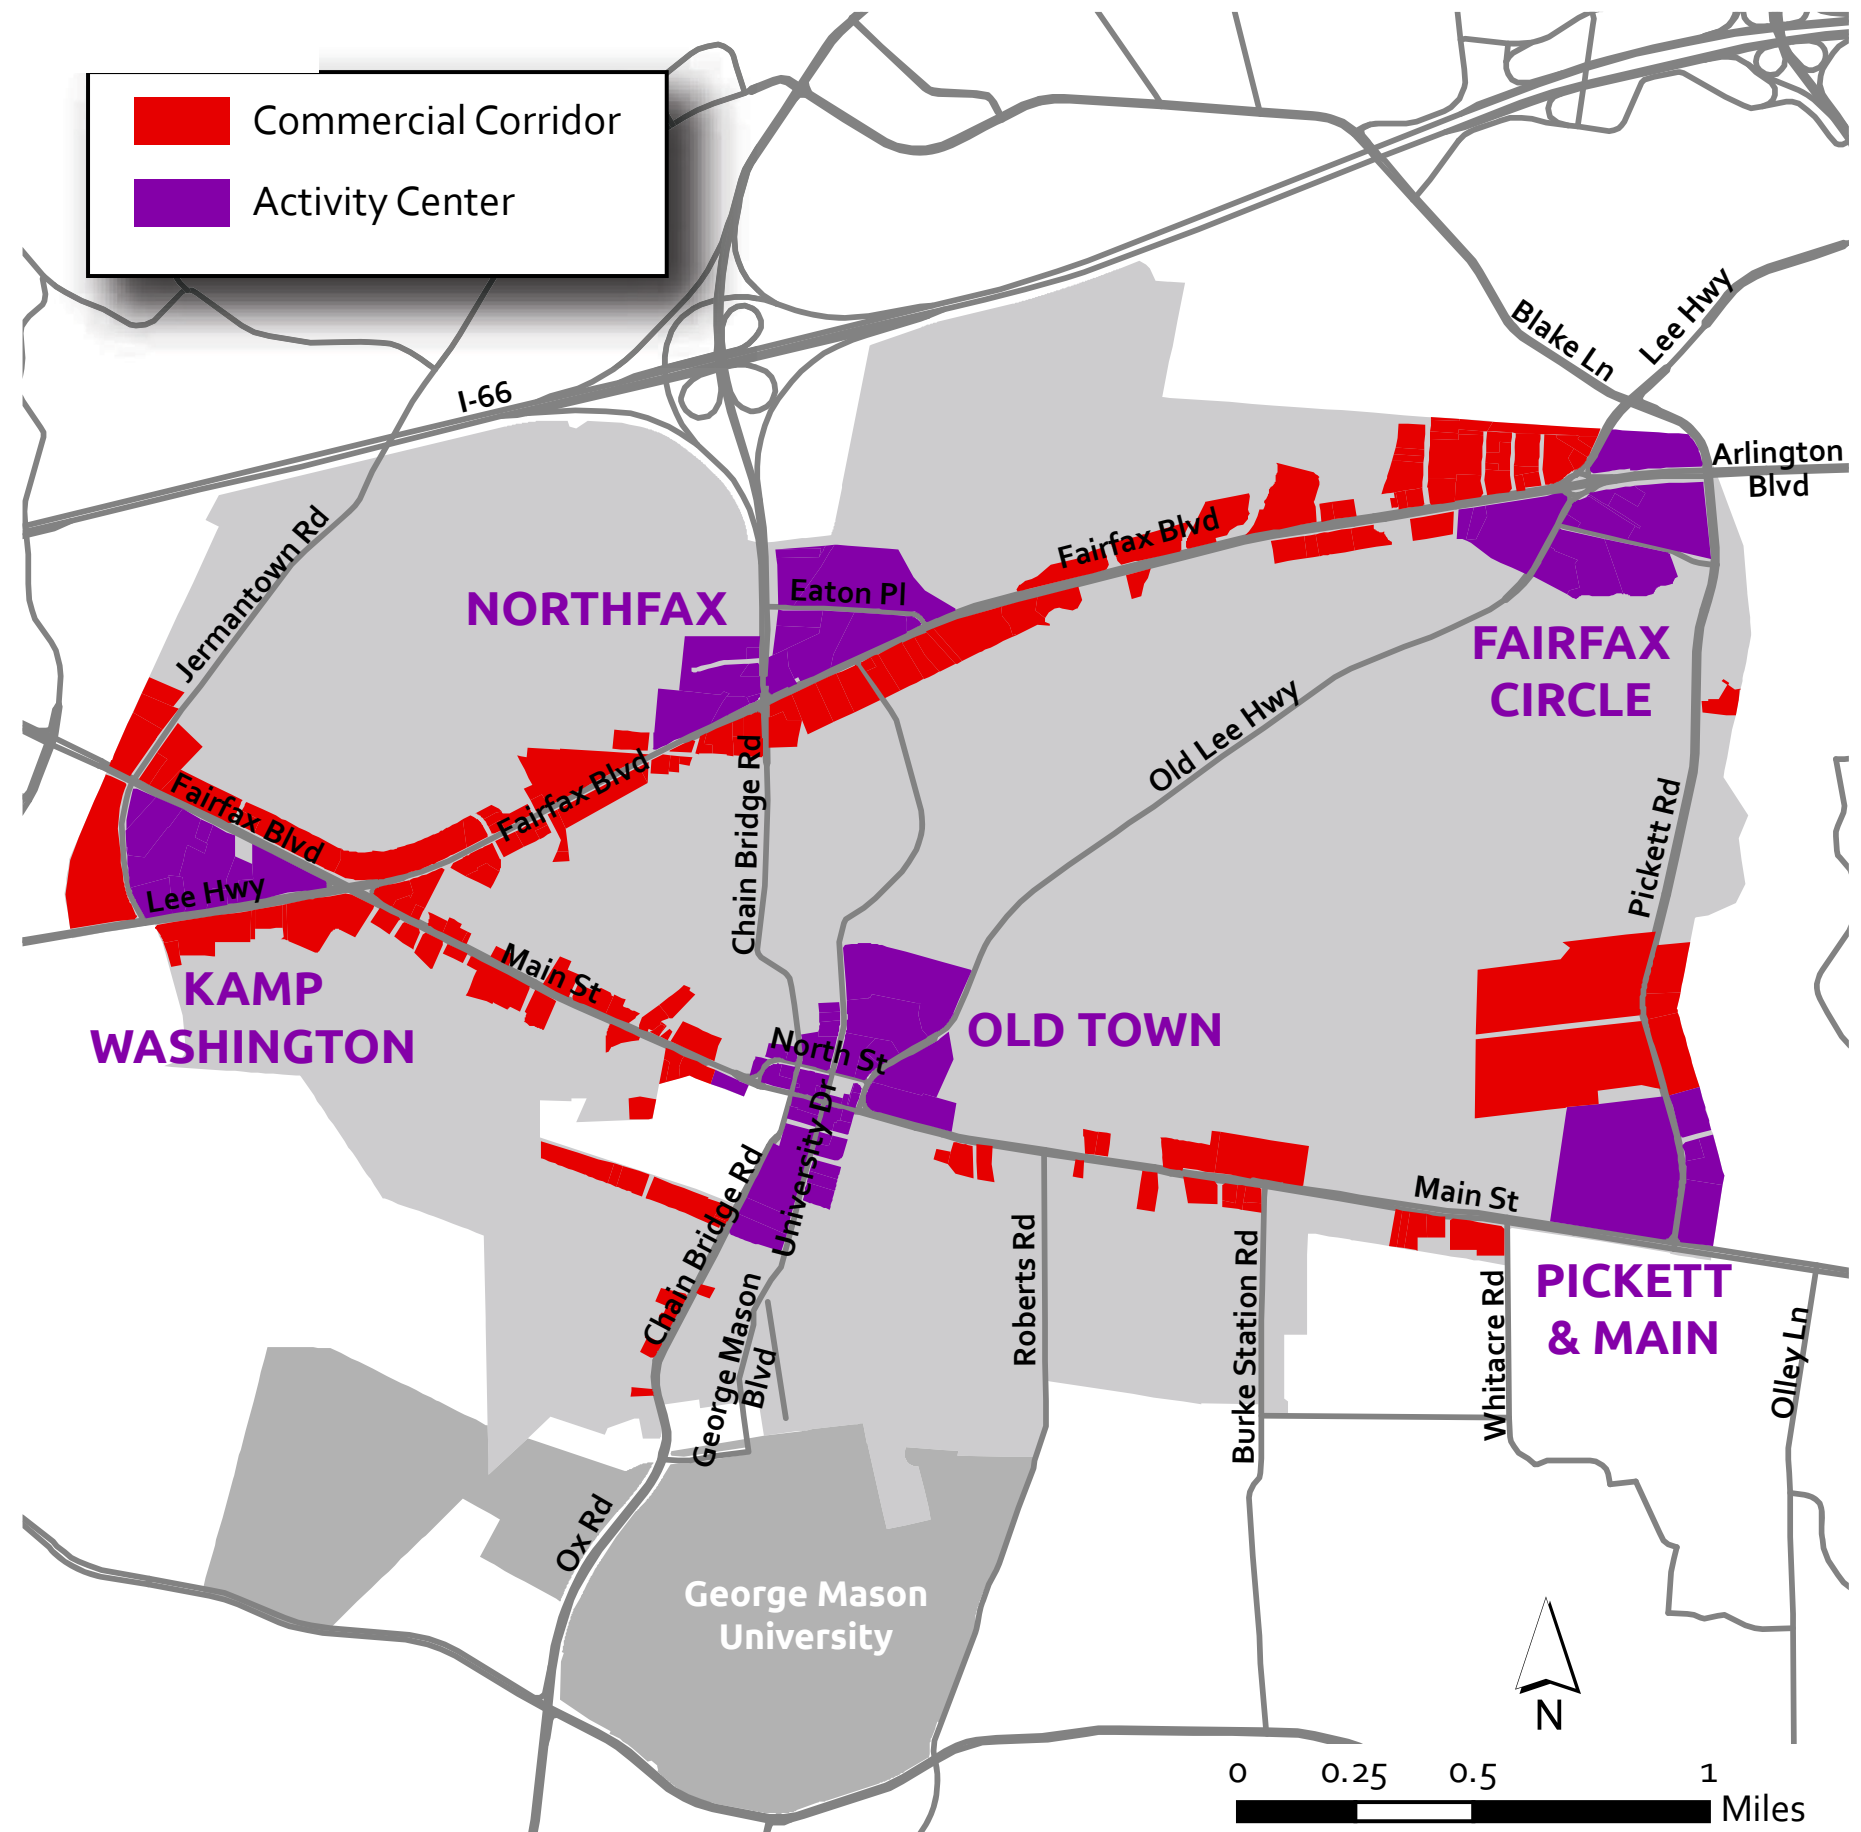 Commercial Corridor
Activity Center
I-66
Blake Ln
Lee Hwy
Arlington
Blvd
Jermantown Rd
NORTHFAX
Eaton Pl
Fairfax Blvd
FAIRFAX
CIRCLE
Old Lee Hwy
Pickett Rd
Fairfax Blvd
Fairfax Blvd
Chain Bridge Rd
Lee Hwy
KAMP
WASHINGTON
Main St
North St
OLD TOWN
University Dr
Chain Bridge Rd
Main St
PICKETT
& MAIN
Roberts Rd
Burke Station Rd
Whitacre Rd
Olley Ln
George Mason
Blvd
Ox Rd
George Mason
University
N
0 0.25 0.5 1
Miles